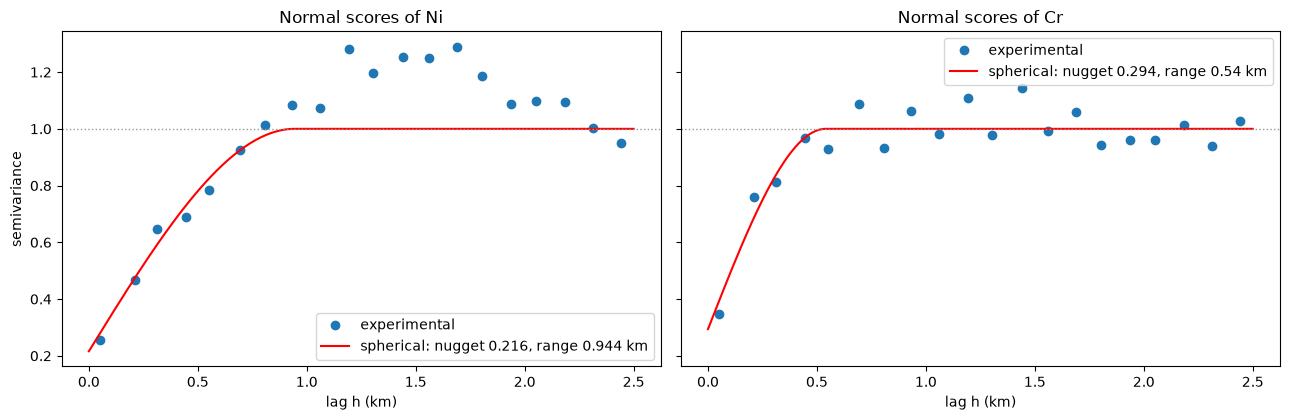 Normal scores of Ni
semivariance
1.2
1.0
0.8
0.6
0.4
0.2
experimental
spherical: nugget 0.216, range 0.944 km
0.0 0.5 1.0 1.5 2.0 2.5
lag h (km)
Normal scores of Cr
experimental
spherical: nugget 0.294, range 0.54 km
0.0 0.5 1.0 1.5 2.0 2.5
lag h (km)